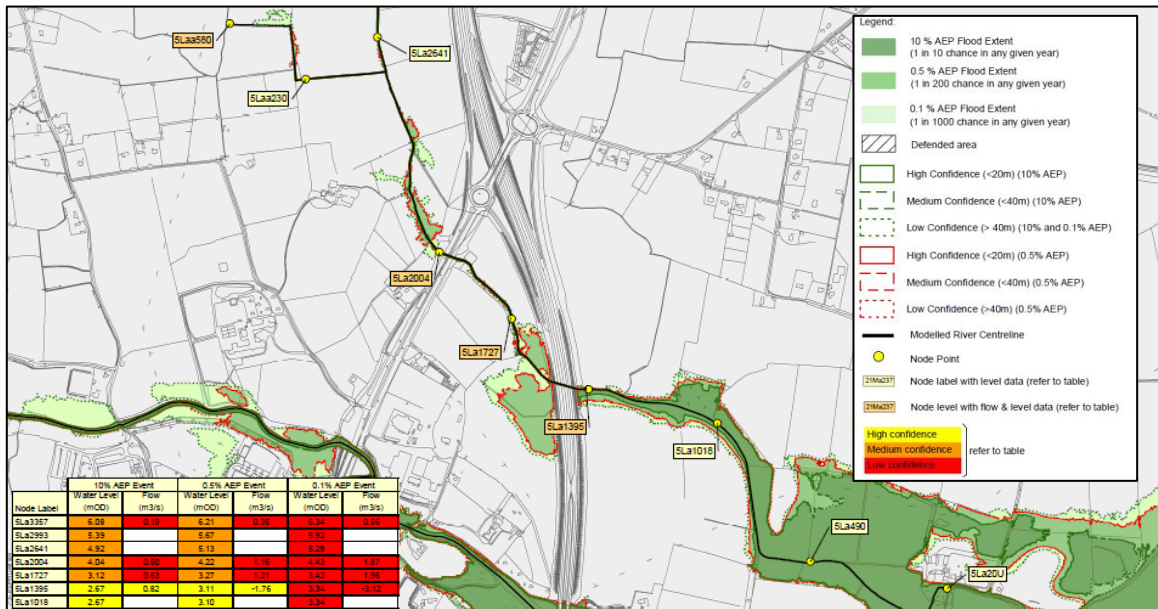 5Laa580
5La2641
5Laa230
5La2004
5La1727
5La1395
5La1018
5La490
5La20U
Legend:
10 % AEP Flood Extent
(1 in 10 chance in any given year)
0.5 % AEP Flood Extent
(1 in 200 chance in any given year)
0.1 % AEP Flood Extent
(1 in 1000 chance in any given year)
Defended area
High Confidence (<20m) (10% AEP)
Medium Confidence (<40m) (10% AEP)
Low Confidence (> 40m) (10% and 0.1% AEP)
High Confidence (<20m) (0.5% AEP)
Medium Confidence (<40m) (0.5% AEP)
Low Confidence (>40m) (0.5% AEP)
Modelled River Centreline
Node Point
21Ma237 Node label with level data (refer to table)
21Ma237 Node level with flow & level data (refer to table)
High confidence
Medium confidence refer to table
Low confidence
10% AEP Event 0.5% AEP Event 0.1% AEP Event
Water Level Flow Water Level Flow Water Level Flow
Node Label (mOD) (m3/s) (mOD) (m3/s) (mOD) (m3/s)
5La3357 6.08 0.19 6.21 0.35 6.34 0.56
5La2993 5.39 5.67 5.92
5La2641 4.92 5.13 5.28
5La2004 4.04 0.60 4.22 1.16 4.43 1.87
5La1727 3.12 0.63 3.27 1.21 3.42 1.96
5La1395 2.67 0.82 3.11 -1.76 3.34 -3.12
5La1018 2.67 3.10 3.34